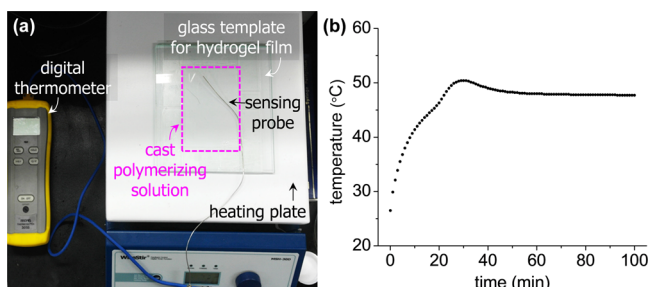 (a)
glass template
for hydrogel film
digital
thermometer
sensing
probe
cast
polymerizing
solution
heating plate
(b)
temperature (°C)
60
50
40
30
20
0
20
40
60
80
100
time (min)